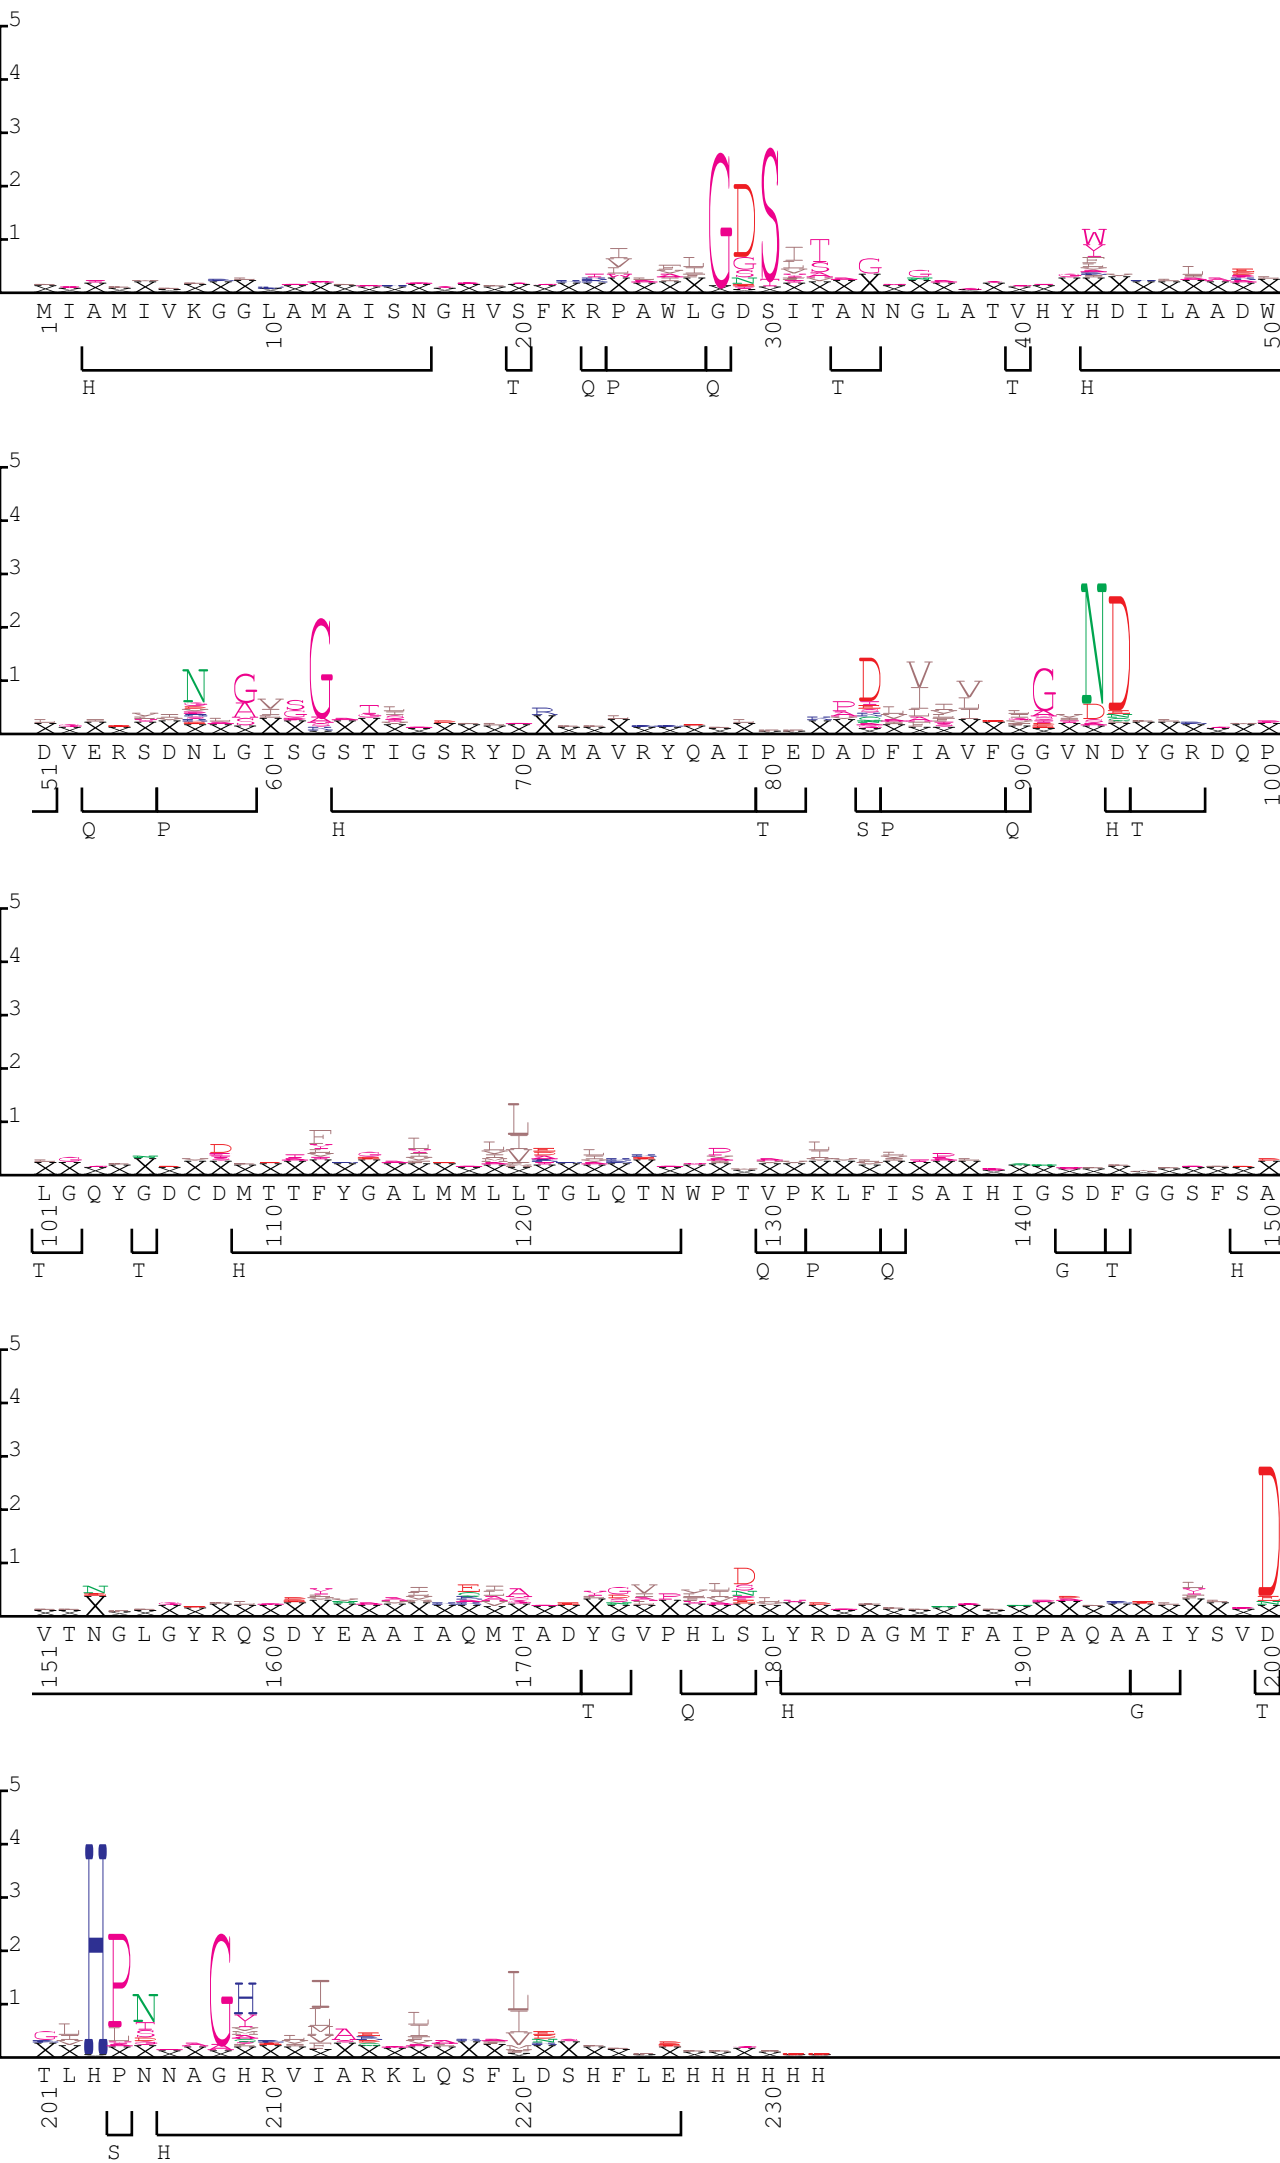 5
4
3
2
1
G D S
W
M I A M I V K G G L A M A I S N G H V S F K R P A W L G D S I T A N N G L A T V H Y H D I L A A D W
1 10 20 30 40 50
H T Q P Q T T H
5
4
3
2
1
N G G D V V G N D
D V E R S D N L G I S G S T I G S R Y D A M A V R Y Q A I P E D A D F I A V F G G V N D Y G R D Q P
51 60 70 80 90 100
Q P H T S P Q H T
5
4
3
2
1
L
L G Q Y G D C D M T T F Y G A L M M L L T G L Q T N W P T V P K L F I S A I H I G S D F G G S F S A
101 110 120 130 140 150
T T H Q P Q G T H
5
4
3
2
1
D D
V T N G L G Y R Q S D Y E A A I A Q M T A D Y G V P H L S L Y R D A G M T F A I P A Q A A I Y S V D
151 160 170 180 190 200
T Q H G T
5
4
3
2
1
H P N G H I L
T L H P N N A G H R V I A R K L Q S F L D S H F L E H H H H H H
201 210 220 230
S H